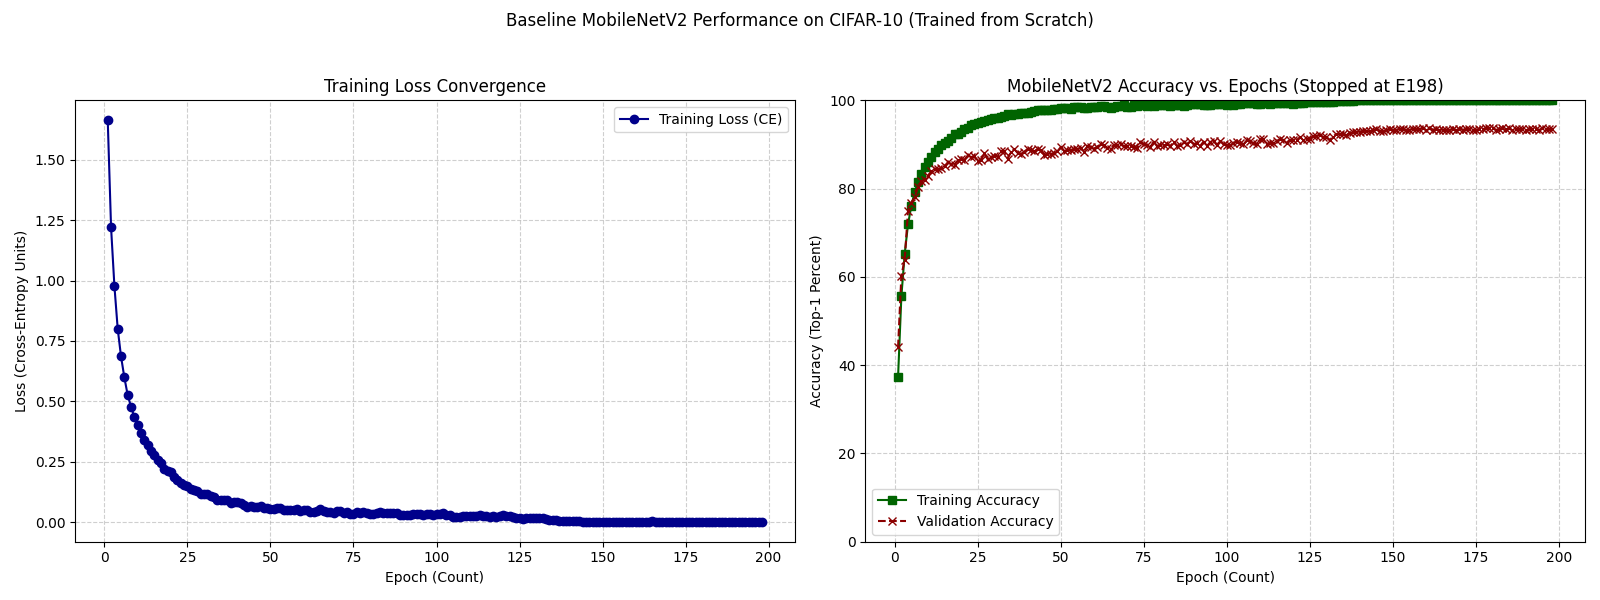 Baseline MobileNetV2 Performance on CIFAR-10 (Trained from Scratch)
Training Loss Convergence
Training Loss (CE)
Loss (Cross-Entropy Units)
1.50
1.25
1.00
0.75
0.50
0.25
0.00
0 25 50 75 100 125 150 175 200
Epoch (Count)
MobileNetV2 Accuracy vs. Epochs (Stopped at E198)
Accuracy (Top-1 Percent)
100
80
60
40
20
0
Training Accuracy
Validation Accuracy
0 25 50 75 100 125 150 175 200
Epoch (Count)